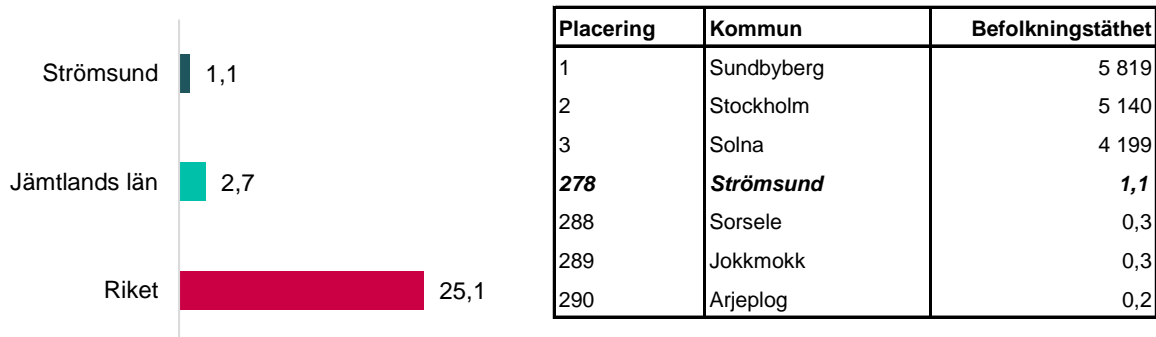 Strömsund 1,1
Jämtlands län 2,7
Riket 25,1
Placering Kommun Befolkningstäthet
1 Sundbyberg 5 819
2 Stockholm 5 140
3 Solna 4 199
278 Strömsund 1,1
288 Sorsele 0,3
289 Jokkmokk 0,3
290 Arjeplog 0,2